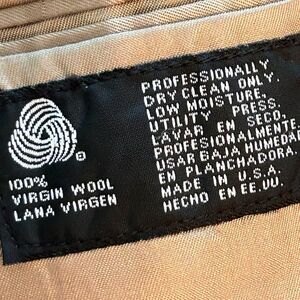 ®
100%
VIRGIN WOOL
LANA VIRGEN
PROFESSIONALLY
DRY CLEAN ONLY.
LOW MOISTURE.
UTILITY PRESS.
LAVAR EN SECO.
PROFESIONALMENTE.
USAR BAJA HUMEDA
EN PLANCHADORA.
MADE IN U.S.A.
HECHO EN EE.UU.